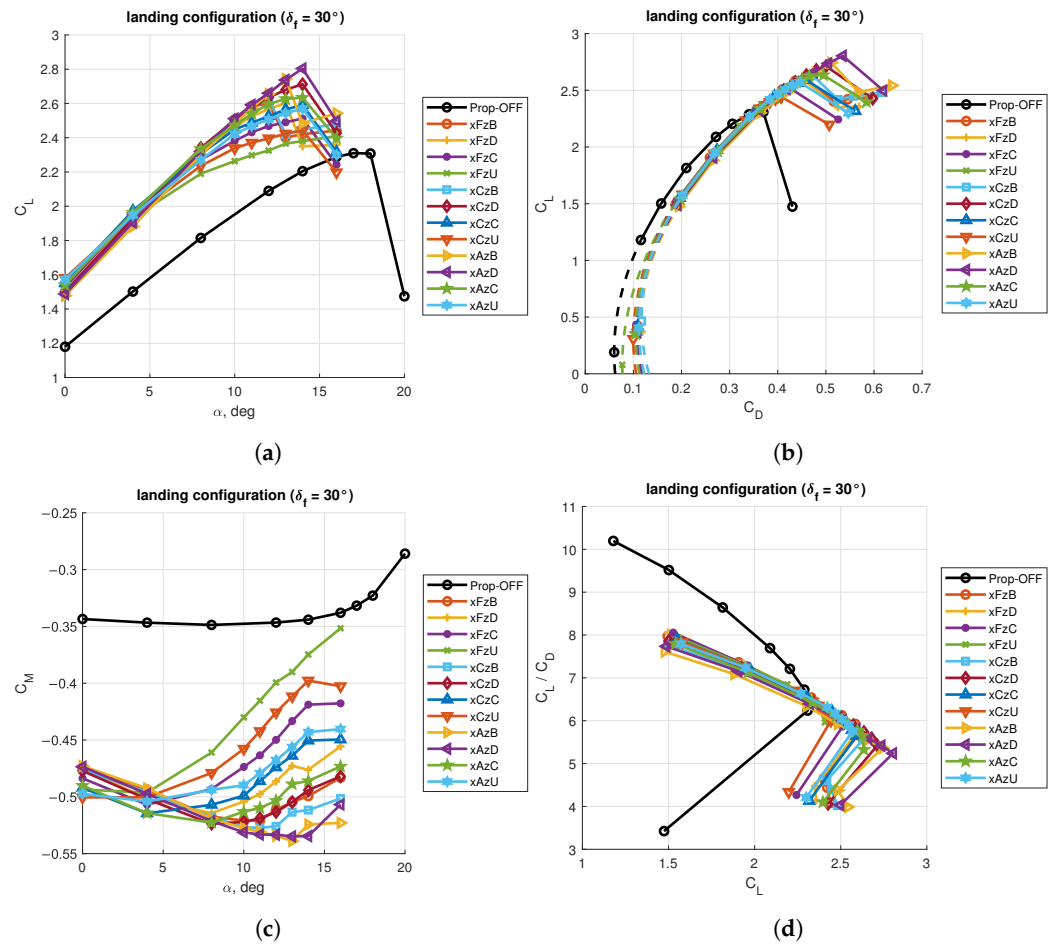 landing configuration (δf = 30°)
3
2.8
2.6
2.4
2.2
2
1.8
1.6
1.4
1.2
1
CL
0 5 10 15 20
α, deg
Prop-OFF
xFzB
xFzD
xFzC
xFzU
xCzB
xCzD
xCzC
xCzU
xAzB
xAzD
xAzC
xAzU
(a)
landing configuration (δf = 30°)
3
2.5
2
1.5
1
0.5
0
CL
0 0.1 0.2 0.3 0.4 0.5 0.6 0.7
CD
Prop-OFF
xFzB
xFzD
xFzC
xFzU
xCzB
xCzD
xCzC
xCzU
xAzB
xAzD
xAzC
xAzU
(b)
landing configuration (δf = 30°)
−0.25
−0.3
−0.35
−0.4
−0.45
−0.5
−0.55
CM
0 5 10 15 20
α, deg
Prop-OFF
xFzB
xFzD
xFzC
xFzU
xCzB
xCzD
xCzC
xCzU
xAzB
xAzD
xAzC
xAzU
(c)
landing configuration (δf = 30°)
11
10
9
8
7
6
5
4
3
CL / CD
1 1.5 2 2.5 3
CL
Prop-OFF
xFzB
xFzD
xFzC
xFzU
xCzB
xCzD
xCzC
xCzU
xAzB
xAzD
xAzC
xAzU
(d)